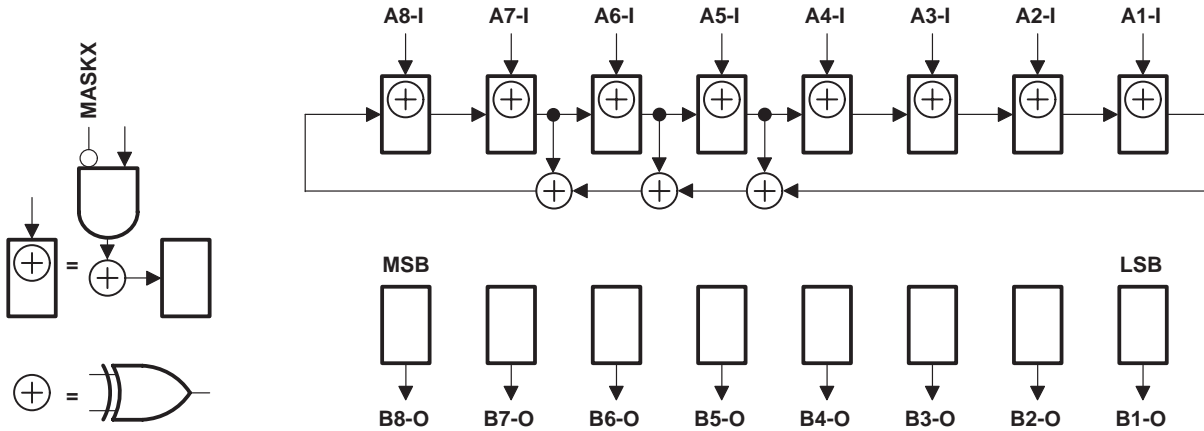 A8-I A7-I A6-I A5-I A4-I A3-I A2-I A1-I
MASKX
=
MSB LSB
=
B8-O B7-O B6-O B5-O B4-O B3-O B2-O B1-O